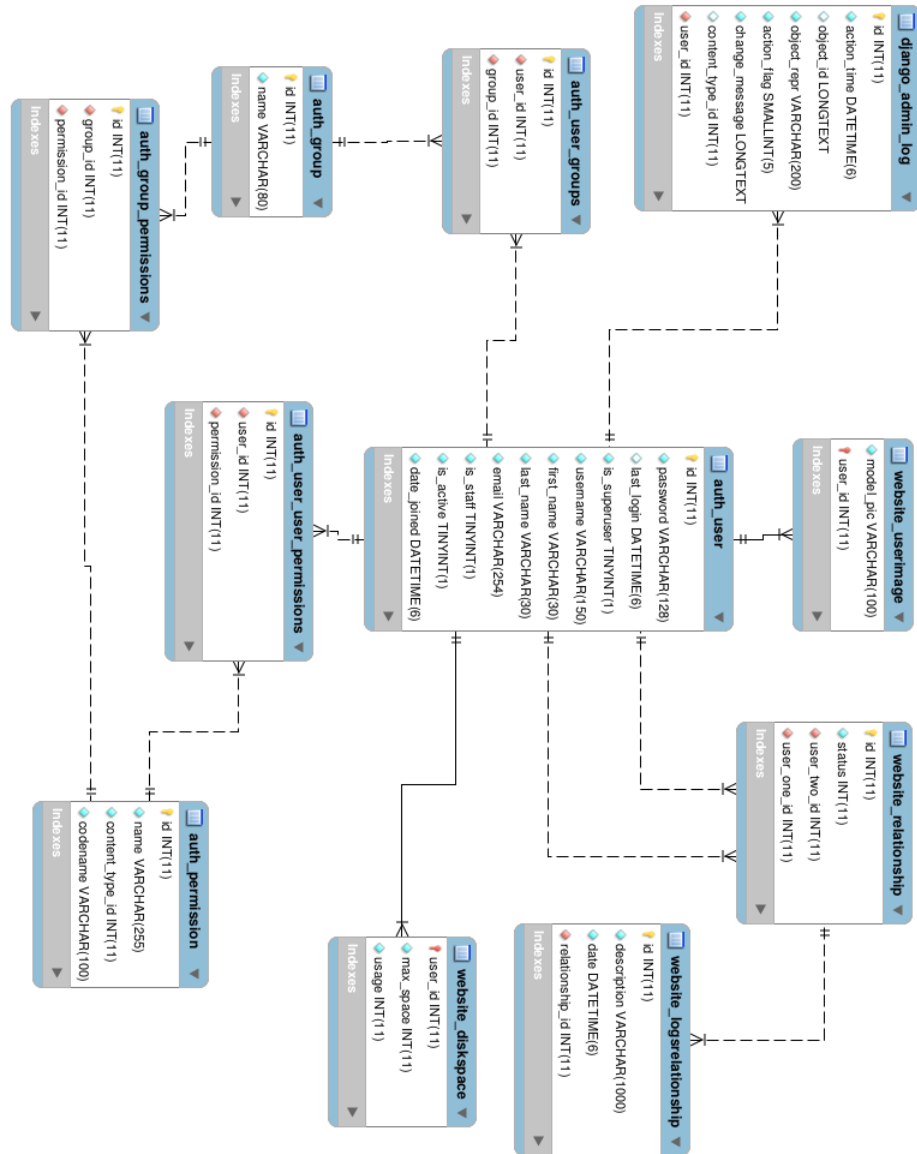 django_admin_log
id INT(11)
action_time DATETIME(6)
object_id LONGTEXT
object_repr VARCHAR(200)
action_flag SMALLINT(5)
change_message LONGTEXT
content_type_id INT(11)
user_id INT(11)
Indexes
auth_user_groups
id INT(11)
user_id INT(11)
group_id INT(11)
Indexes
auth_group
id INT(11)
name VARCHAR(80)
Indexes
auth_group_permissions
id INT(11)
group_id INT(11)
permission_id INT(11)
Indexes
website_userimage
model_pic VARCHAR(100)
user_id INT(11)
Indexes
auth_user
id INT(11)
password VARCHAR(128)
last_login DATETIME(6)
is_superuser TINYINT(1)
username VARCHAR(150)
first_name VARCHAR(30)
last_name VARCHAR(30)
email VARCHAR(254)
is_staff TINYINT(1)
is_active TINYINT(1)
date_joined DATETIME(6)
Indexes
auth_user_user_permissions
id INT(11)
user_id INT(11)
permission_id INT(11)
Indexes
website_relationship
id INT(11)
status INT(11)
user_two_id INT(11)
user_one_id INT(11)
Indexes
website_logsrelationship
id INT(11)
description VARCHAR(1000)
date DATETIME(6)
relationship_id INT(11)
Indexes
website_diskspace
user_id INT(11)
max_space INT(11)
usage INT(11)
Indexes
auth_permission
id INT(11)
name VARCHAR(255)
content_type_id INT(11)
codename VARCHAR(100)
Indexes